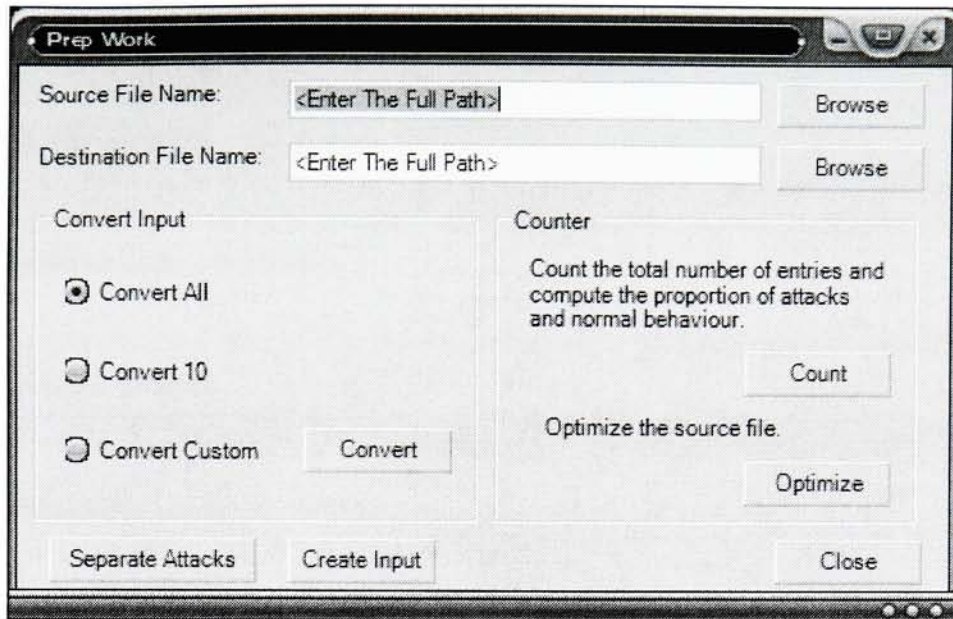 Prep Work
Source File Name:
<Enter The Full Path>
Browse
Destination File Name:
<Enter The Full Path>
Browse
Convert Input
Convert All
Convert 10
Convert Custom
Convert
Counter
Count the total number of entries and
compute the proportion of attacks
and normal behaviour.
Count
Optimize the source file.
Optimize
Separate Attacks
Create Input
Close